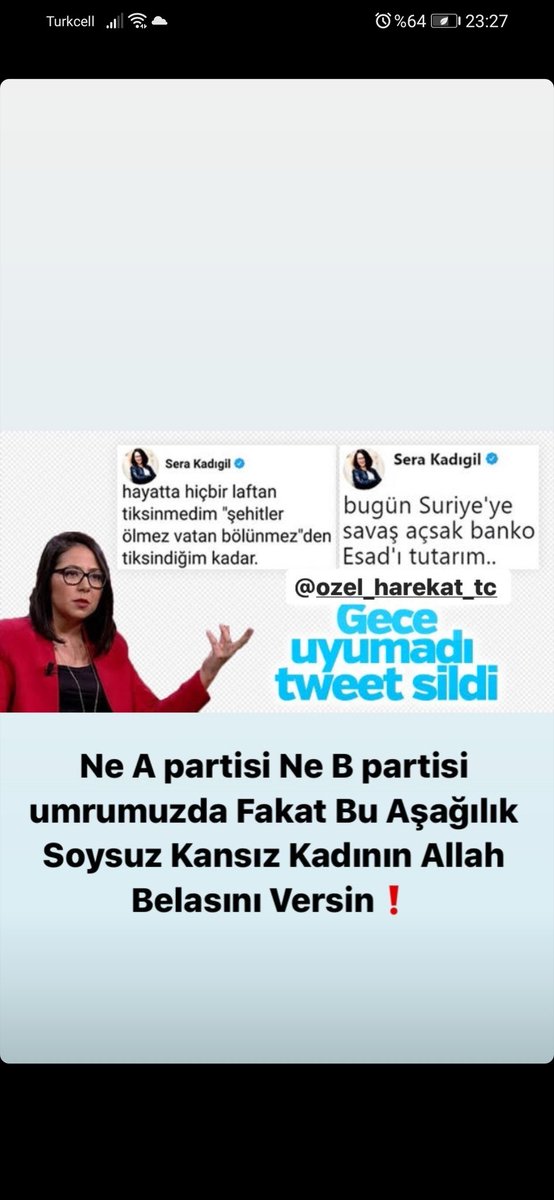 Turkcell
%64
23:27
Sera Kadıgil
hayatta hiçbir laftan
tiksinmedim "şehitler
ölmez vatan bölünmez"den
tiksindiğim kadar.
Sera Kadıgil
bugün Suriye'ye
savaş açsak banko
Esad'ı tutarım..
@ozel_harekat_tc
Gece
uyumadı
tweet sildi
Ne A partisi Ne B partisi
umrumuzda Fakat Bu Aşağılık
Soysuz Kansız Kadının Allah
Belasını Versin❗